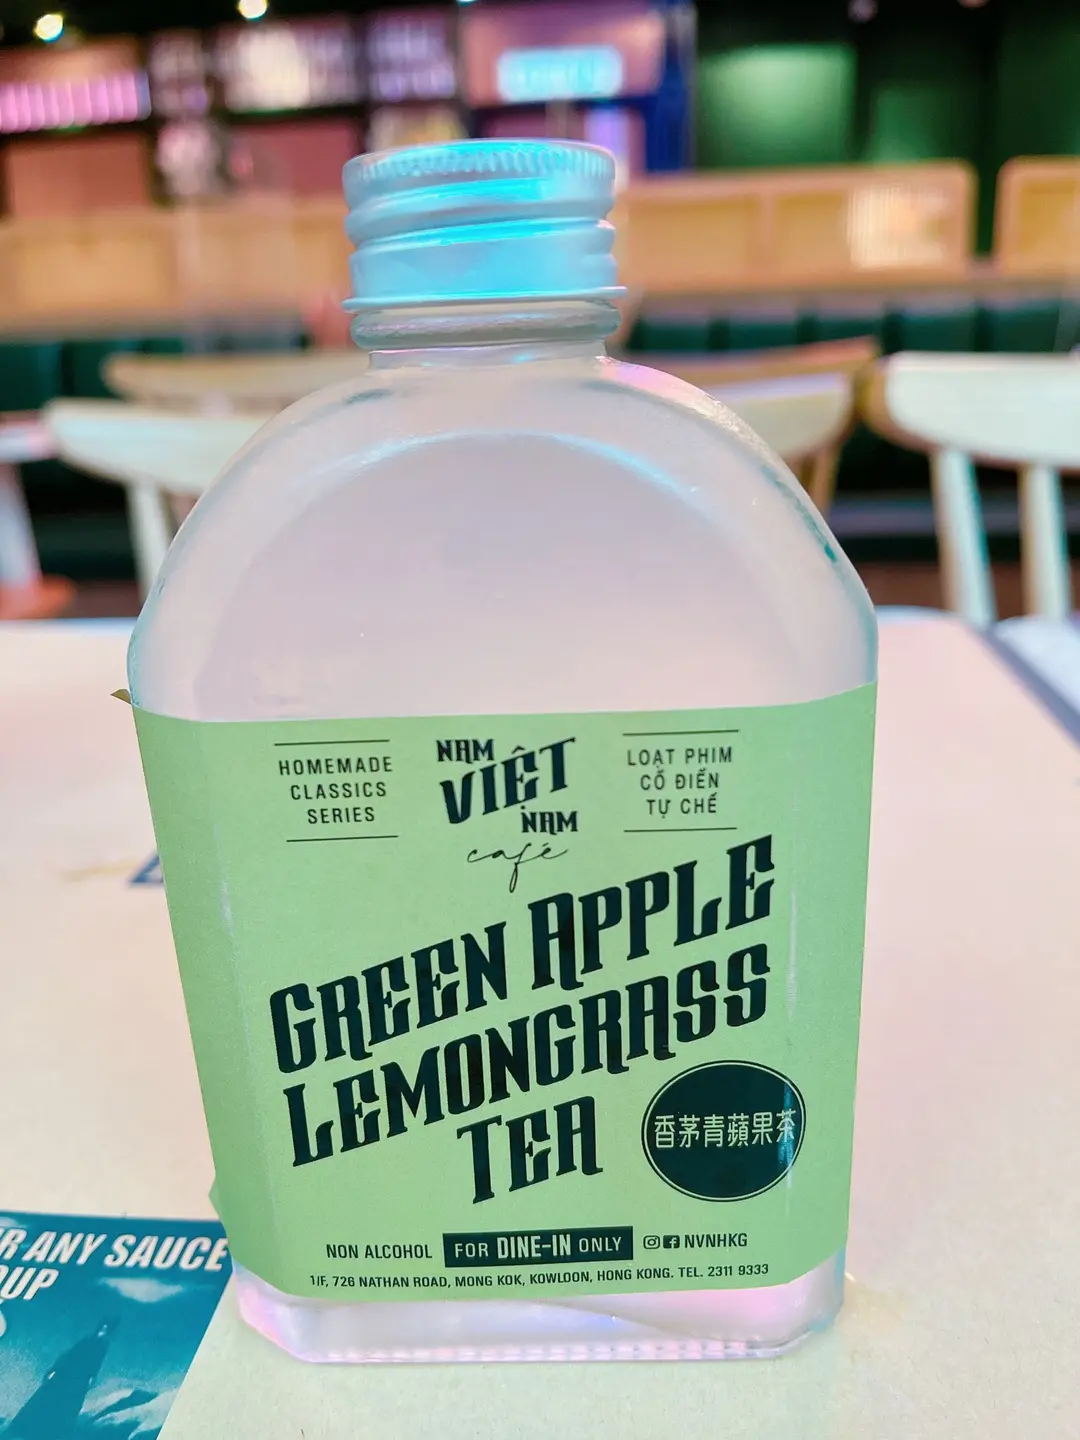 HOMEMADE
CLASSICS
SERIES
NAM
VIỆT
NAM
café
LOẠT PHIM
CỔ ĐIỂN
TỰ CHẾ
GREEN APPLE
LEMONGRASS
TEA
香茅青蘋果茶
NON ALCOHOL FOR DINE-IN ONLY NVNHKG
1/F, 726 NATHAN ROAD, MONG KOK, KOWLOON, HONG KONG. TEL. 2311 9333
ANY SAUCE